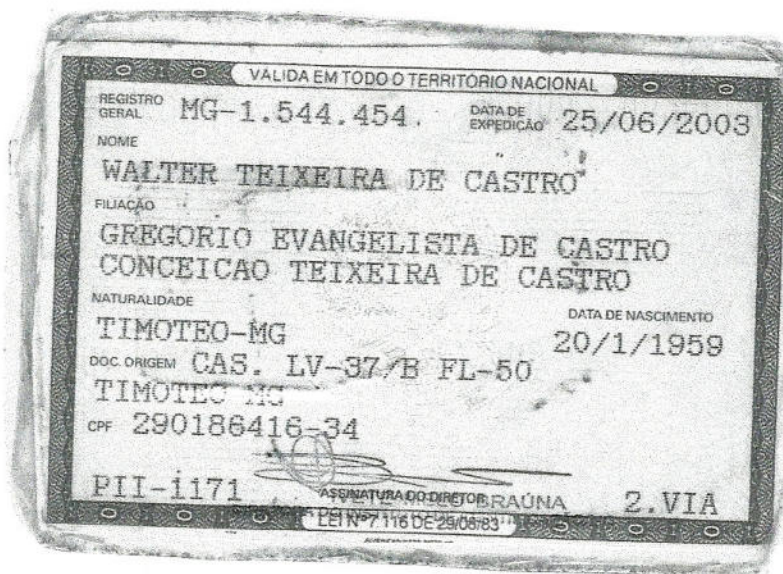 VÁLIDA EM TODO O TERRITÓRIO NACIONAL
REGISTRO GERAL MG-1.544.454. DATA DE EXPEDIÇÃO 25/06/2003
NOME
WALTER TEIXEIRA DE CASTRO
FILIAÇÃO
GREGORIO EVANGELISTA DE CASTRO
CONCEICAO TEIXEIRA DE CASTRO
NATURALIDADE DATA DE NASCIMENTO
TIMOTEO-MG 20/1/1959
DOC. ORIGEM CAS. LV-37/B FL-50
TIMOTEO MG
CPF 290186416-34
PII-1171 ASSINATURA DO DIRETOR BRAÚNA 2.VIA
LEI Nº 7.116 DE 29/08/83